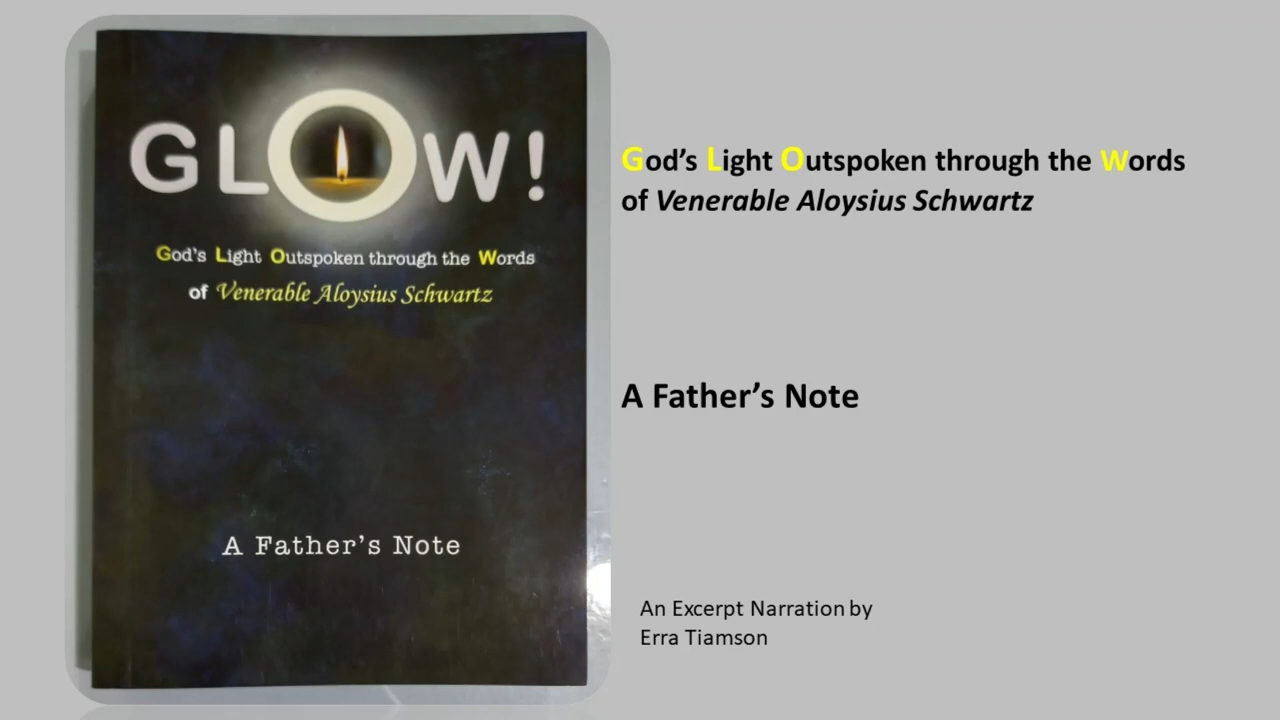 GLOW!
God's Light Outspoken through the Words
of Venerable Aloysius Schwartz
A Father's Note
God's Light Outspoken through the Words
of Venerable Aloysius Schwartz
A Father's Note
An Excerpt Narration by
Erra Tiamson